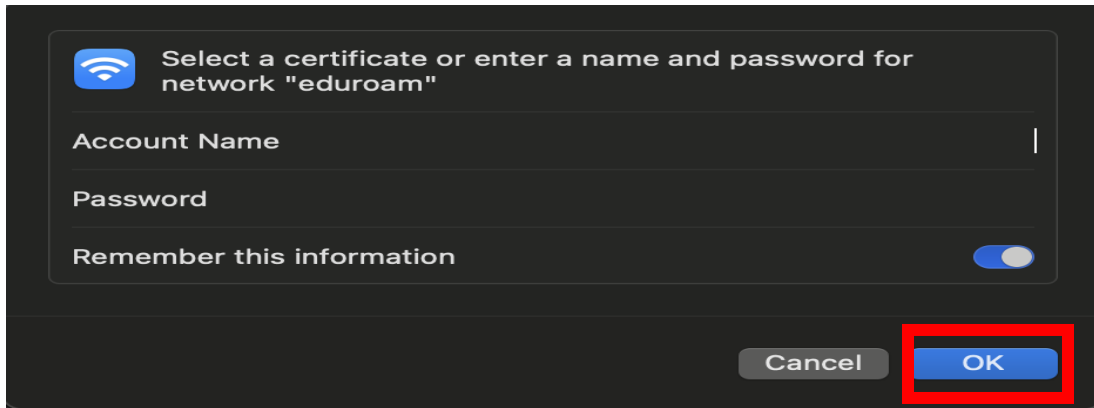 Select a certificate or enter a name and password for
network "eduroam"
Account Name
Password
Remember this information
Cancel
OK